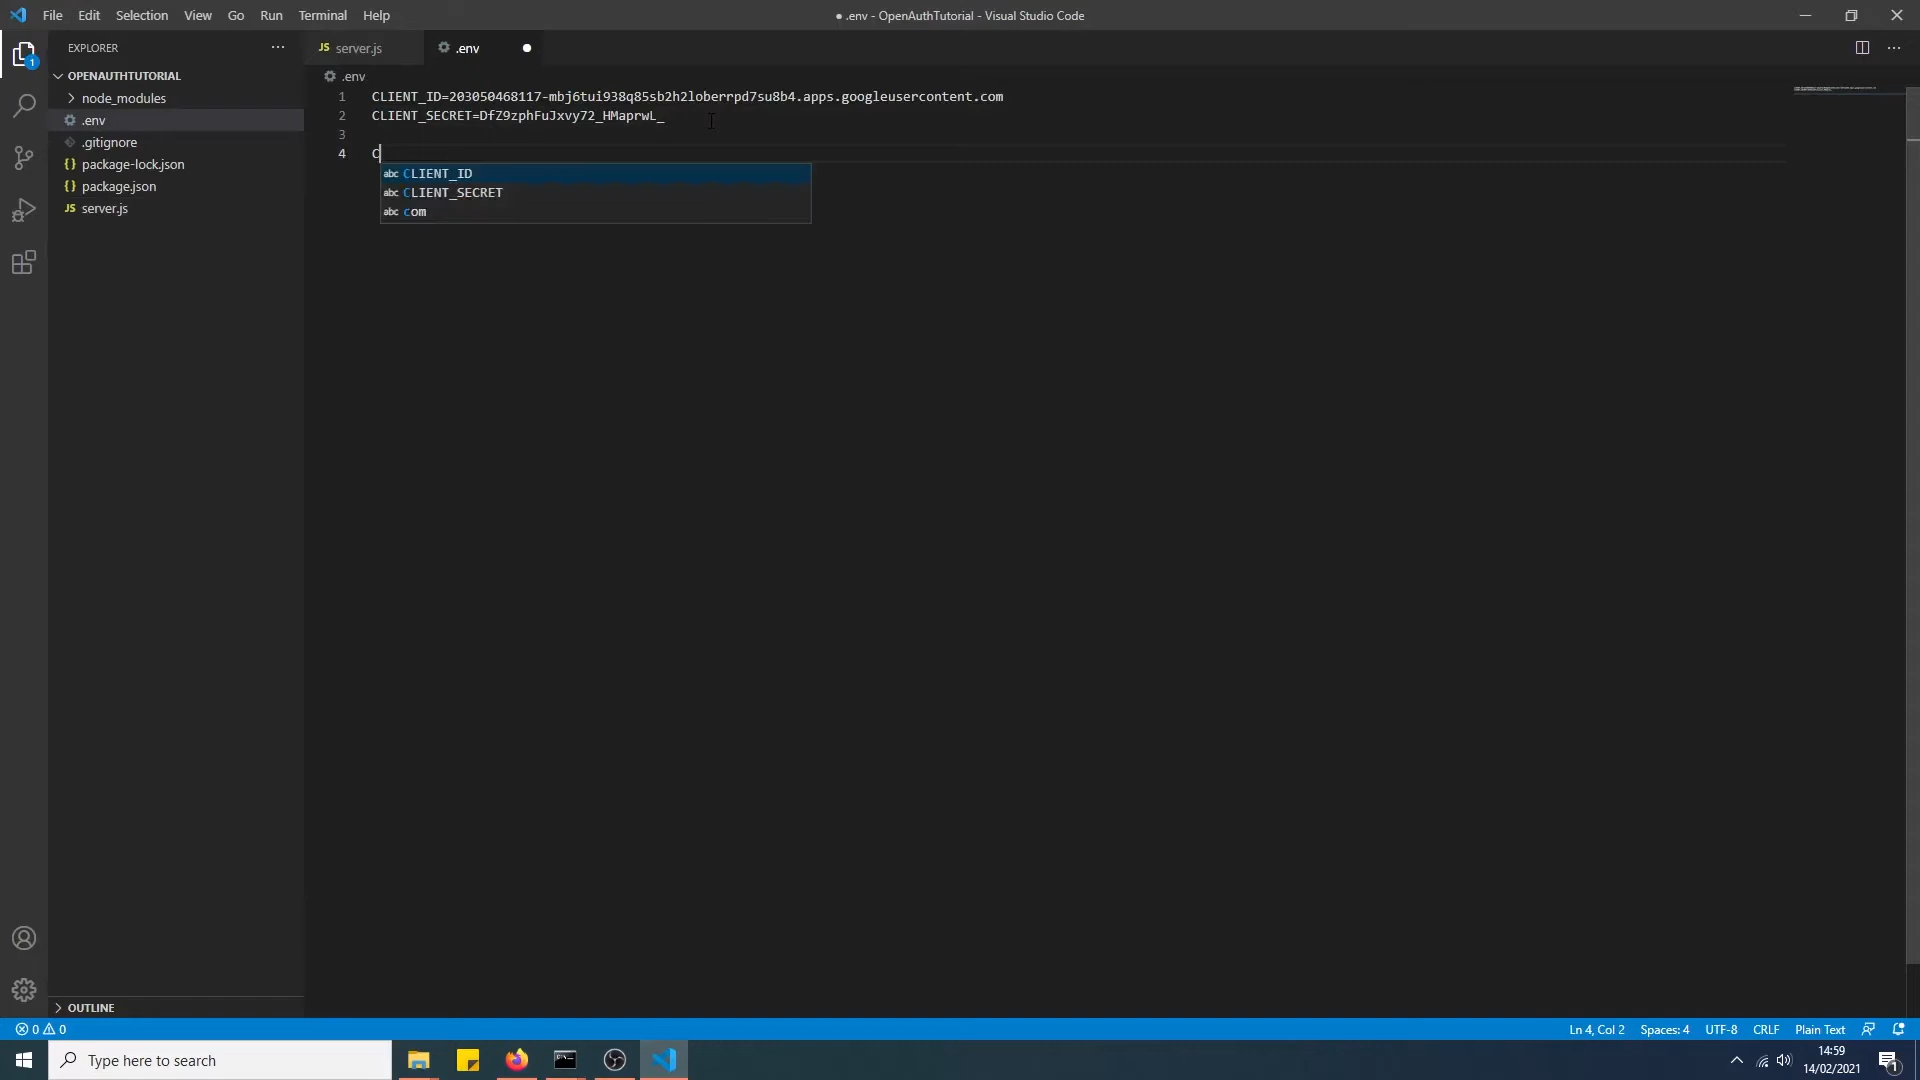 File Edit Selection View Go Run Terminal Help
● .env - OpenAuthTutorial - Visual Studio Code
EXPLORER
JS server.js
.env
OPENAUTHTUTORIAL
.env
node_modules
.env
.gitignore
{} package-lock.json
{} package.json
JS server.js
1 CLIENT_ID=203050468117-mbj6tui938q85sb2h2loberrpd7su8b4.apps.googleusercontent.com
2 CLIENT_SECRET=DfZ9zphFuJxvy72_HMaprwL_
3
4 C
abc CLIENT_ID
abc CLIENT_SECRET
abc com
1
OUTLINE
0 0
Ln 4, Col 2 Spaces: 4 UTF-8 CRLF Plain Text
Type here to search
14:59
14/02/2021
1